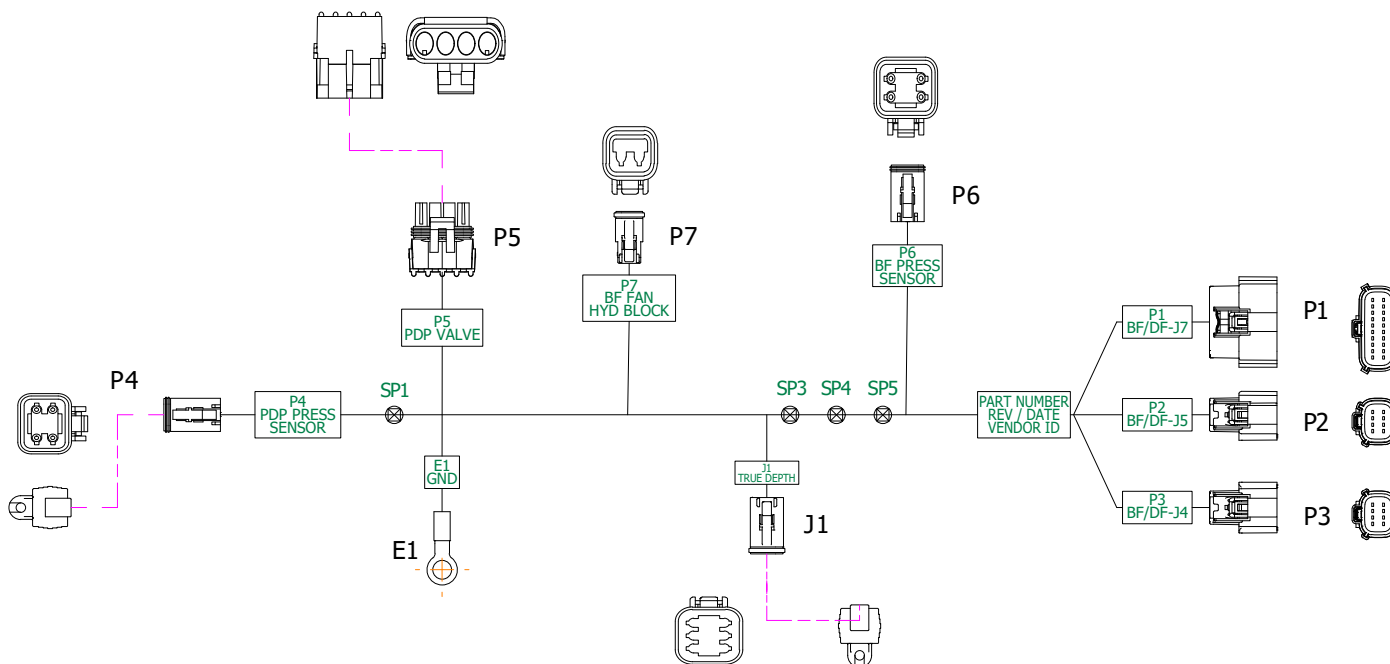 P5
P7
P6
P6
BF PRESS
SENSOR
P7
BF FAN
HYD BLOCK
P5
PDP VALVE
P1
BF/DF-J7
P1
P4
P4
PDP PRESS
SENSOR
SP1
SP3
SP4
SP5
PART NUMBER
REV / DATE
VENDOR ID
P2
BF/DF-J5
P2
E1
GND
J1
TRUE DEPTH
P3
BF/DF-J4
P3
E1
J1